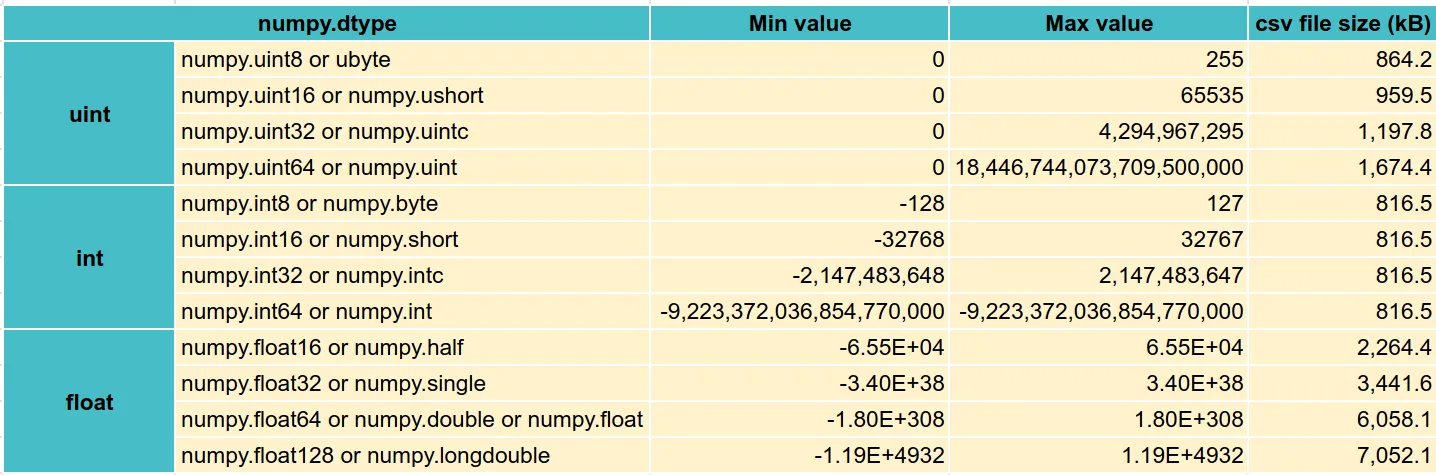 numpy.dtype Min value Max value csv file size (kB)
uint
numpy.uint8 or ubyte 0 255 864.2
numpy.uint16 or numpy.ushort 0 65535 959.5
numpy.uint32 or numpy.uintc 0 4,294,967,295 1,197.8
numpy.uint64 or numpy.uint 0 18,446,744,073,709,500,000 1,674.4
int
numpy.int8 or numpy.byte -128 127 816.5
numpy.int16 or numpy.short -32768 32767 816.5
numpy.int32 or numpy.intc -2,147,483,648 2,147,483,647 816.5
numpy.int64 or numpy.int -9,223,372,036,854,770,000 -9,223,372,036,854,770,000 816.5
float
numpy.float16 or numpy.half -6.55E+04 6.55E+04 2,264.4
numpy.float32 or numpy.single -3.40E+38 3.40E+38 3,441.6
numpy.float64 or numpy.double or numpy.float -1.80E+308 1.80E+308 6,058.1
numpy.float128 or numpy.longdouble -1.19E+4932 1.19E+4932 7,052.1